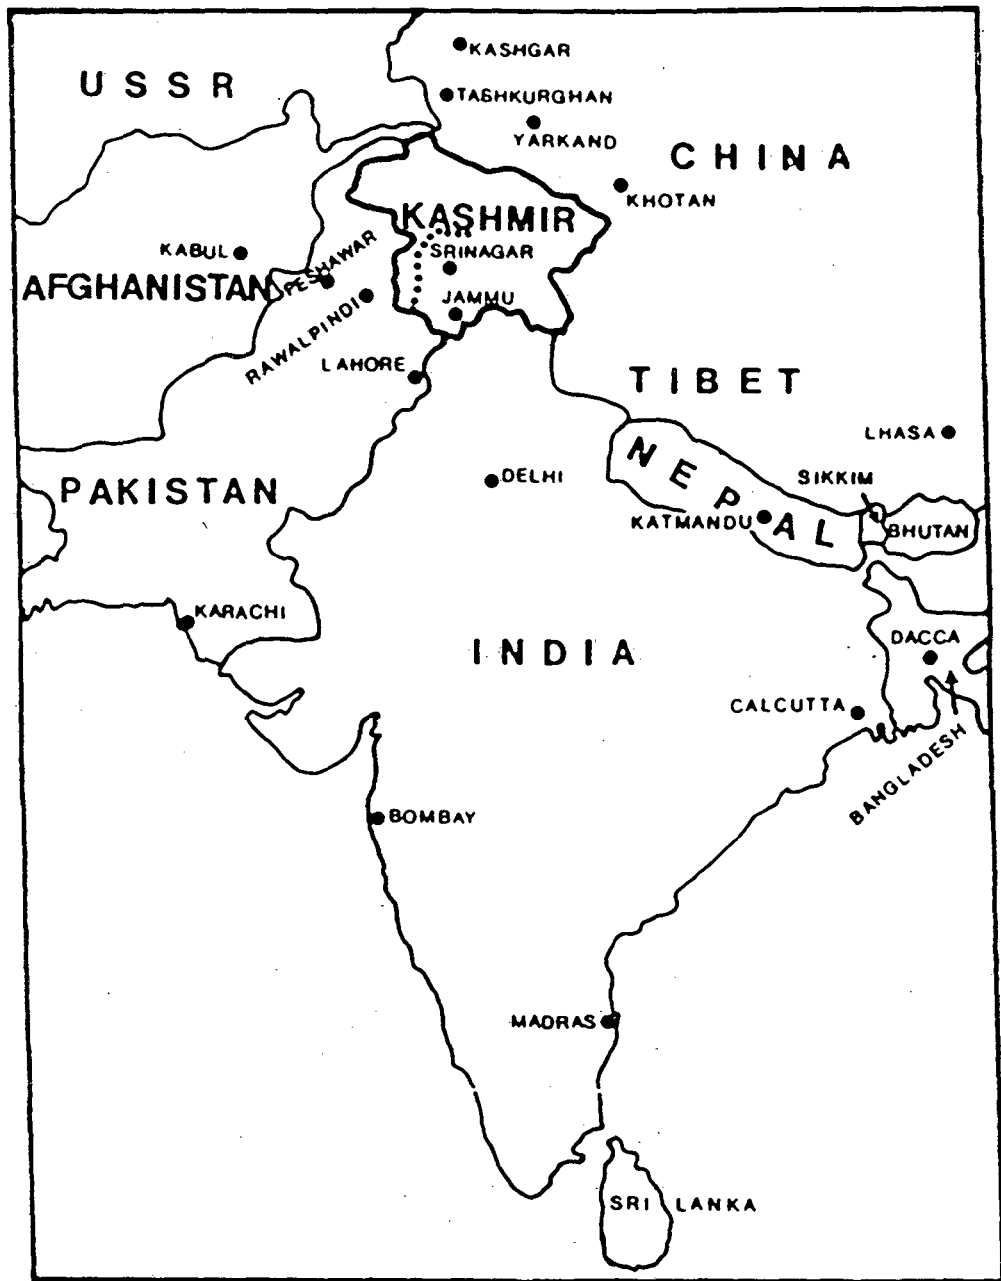 KASHGAR
USSR
TASHKURGHAN
YARKAND
CHINA
KHOTAN
KASHMIR
KABUL
PESHAWAR
SRINAGAR
AFGHANISTAN
JAMMU
RAWALPINDI
LAHORE
TIBET
LHASA
NEPAL
SIKKIM
DELHI
PAKISTAN
KATMANDU
BHUTAN
KARACHI
DACCA
INDIA
CALCUTTA
BANGLADESH
BOMBAY
MADRAS
SRI LANKA